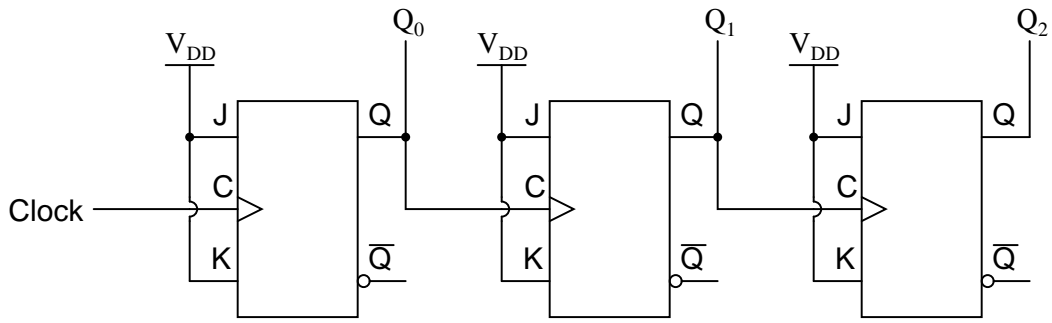 Q0 Q1 Q2
VDD VDD VDD
J Q J Q J Q
C C C
Clock
K Q̅ K Q̅ K Q̅